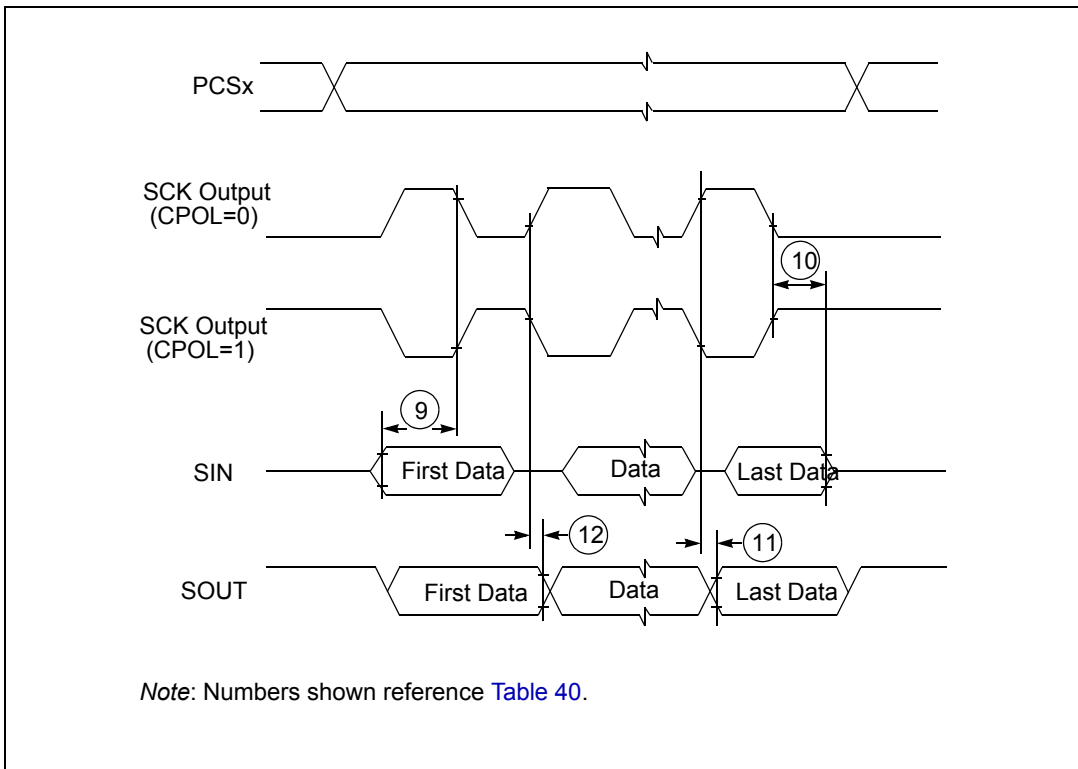 PCSx
SCK Output
(CPOL=0)
10
SCK Output
(CPOL=1)
9
SIN
First Data
Data
Last Data
12
11
SOUT
First Data
Data
Last Data
Note: Numbers shown reference Table 40.